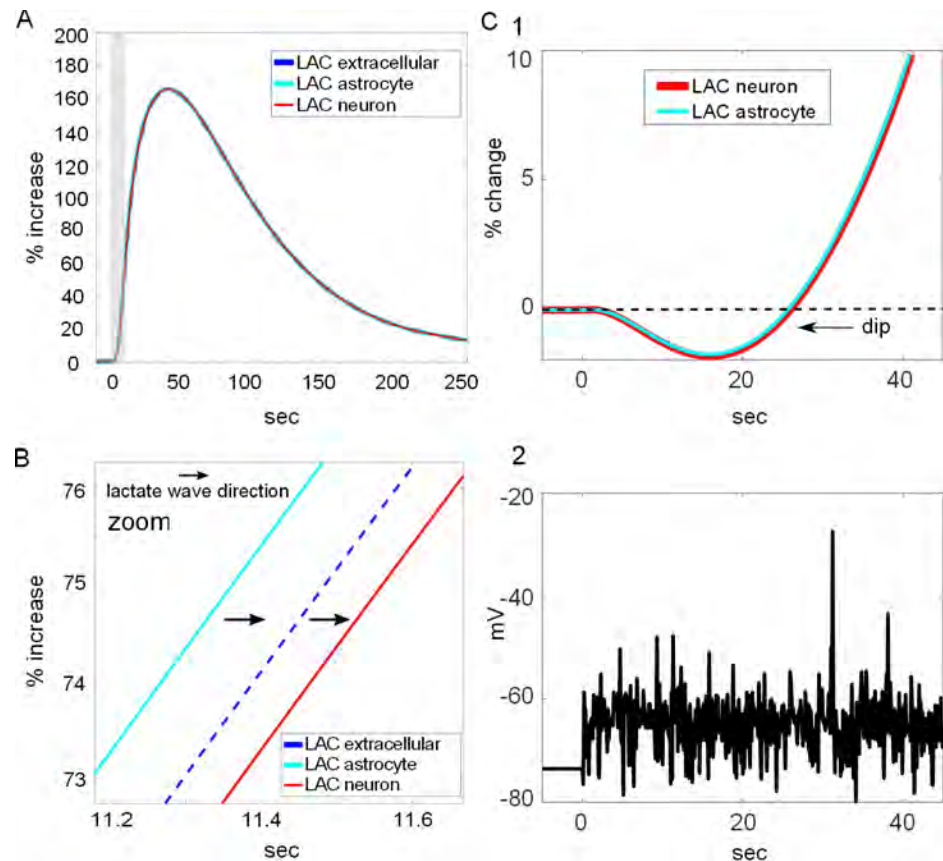 A
200
180
160
140
120
100
80
60
40
20
0
% increase
LAC extracellular
LAC astrocyte
LAC neuron
0 50 100 150 200 250
sec
B
76
75
74
73
% increase
lactate wave direction
zoom
LAC extracellular
LAC astrocyte
LAC neuron
11.2 11.4 11.6
sec
C 1
10
5
0
% change
LAC neuron
LAC astrocyte
dip
0 20 40
sec
2
-20
-40
-60
-80
mV
0 20 40
sec